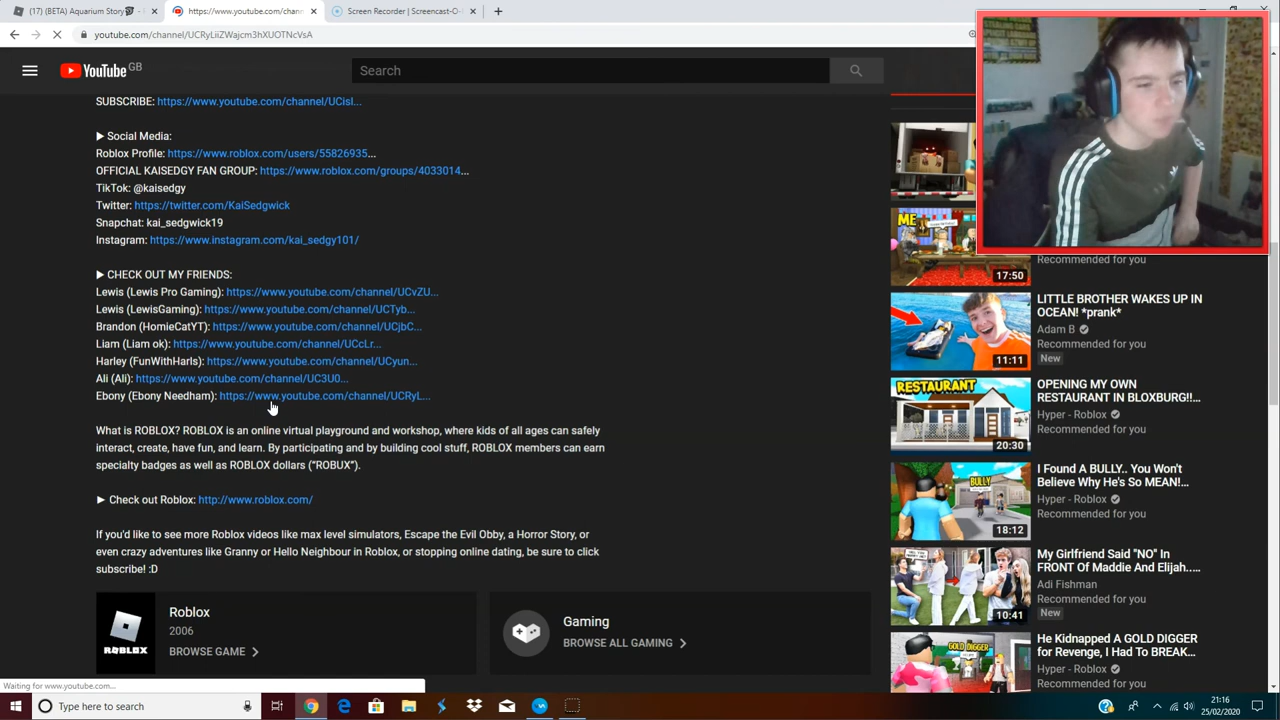 (17) (BETA) Aquarium Story
https://www.youtube.com/chann
Screen Recorder | Screencast-O-
youtube.com/channel/UCRyLiiZWajcm3hXUOTNcVsA
YouTube GB
Search
SUBSCRIBE: https://www.youtube.com/channel/UCisl...
► Social Media:
Roblox Profile: https://www.roblox.com/users/55826935...
OFFICIAL KAISEDGY FAN GROUP: https://www.roblox.com/groups/4033014...
TikTok: @kaisedgy
Twitter: https://twitter.com/KaiSedgwick
Snapchat: kai_sedgwick19
Instagram: https://www.instagram.com/kai_sedgy101/
► CHECK OUT MY FRIENDS:
Lewis (Lewis Pro Gaming): https://www.youtube.com/channel/UCvZU...
Lewis (LewisGaming): https://www.youtube.com/channel/UCTyb...
Brandon (HomieCatYT): https://www.youtube.com/channel/UCjbC...
Liam (Liam ok): https://www.youtube.com/channel/UCcLr...
Harley (FunWithHarls): https://www.youtube.com/channel/UCyun...
Ali (Ali): https://www.youtube.com/channel/UC3U0...
Ebony (Ebony Needham): https://www.youtube.com/channel/UCRyL...
What is ROBLOX? ROBLOX is an online virtual playground and workshop, where kids of all ages can safely
interact, create, have fun, and learn. By participating and by building cool stuff, ROBLOX members can earn
specialty badges as well as ROBLOX dollars ("ROBUX").
► Check out Roblox: http://www.roblox.com/
If you'd like to see more Roblox videos like max level simulators, Escape the Evil Obby, a Horror Story, or
even crazy adventures like Granny or Hello Neighbour in Roblox, or stopping online dating, be sure to click
subscribe! :D
ROBLOX
Roblox
2006
BROWSE GAME
Gaming
BROWSE ALL GAMING
ME
17:50
Recommended for you
11:11
LITTLE BROTHER WAKES UP IN
OCEAN! *prank*
Adam B
New
RESTAURANT
20:30
OPENING MY OWN
RESTAURANT IN BLOXBURG!!...
Hyper - Roblox
Recommended for you
BULLY
18:12
I Found A BULLY.. You Won't
Believe Why He's So MEAN!...
Hyper - Roblox
Recommended for you
10:41
My Girlfriend Said "NO" In
FRONT Of Maddie And Elijah.....
Adi Fishman
Recommended for you
New
GOLD DIGGER
He Kidnapped A GOLD DIGGER
for Revenge, I Had To BREAK...
Hyper - Roblox
Recommended for you
Waiting for www.youtube.com...
Type here to search
21:16
25/02/2020